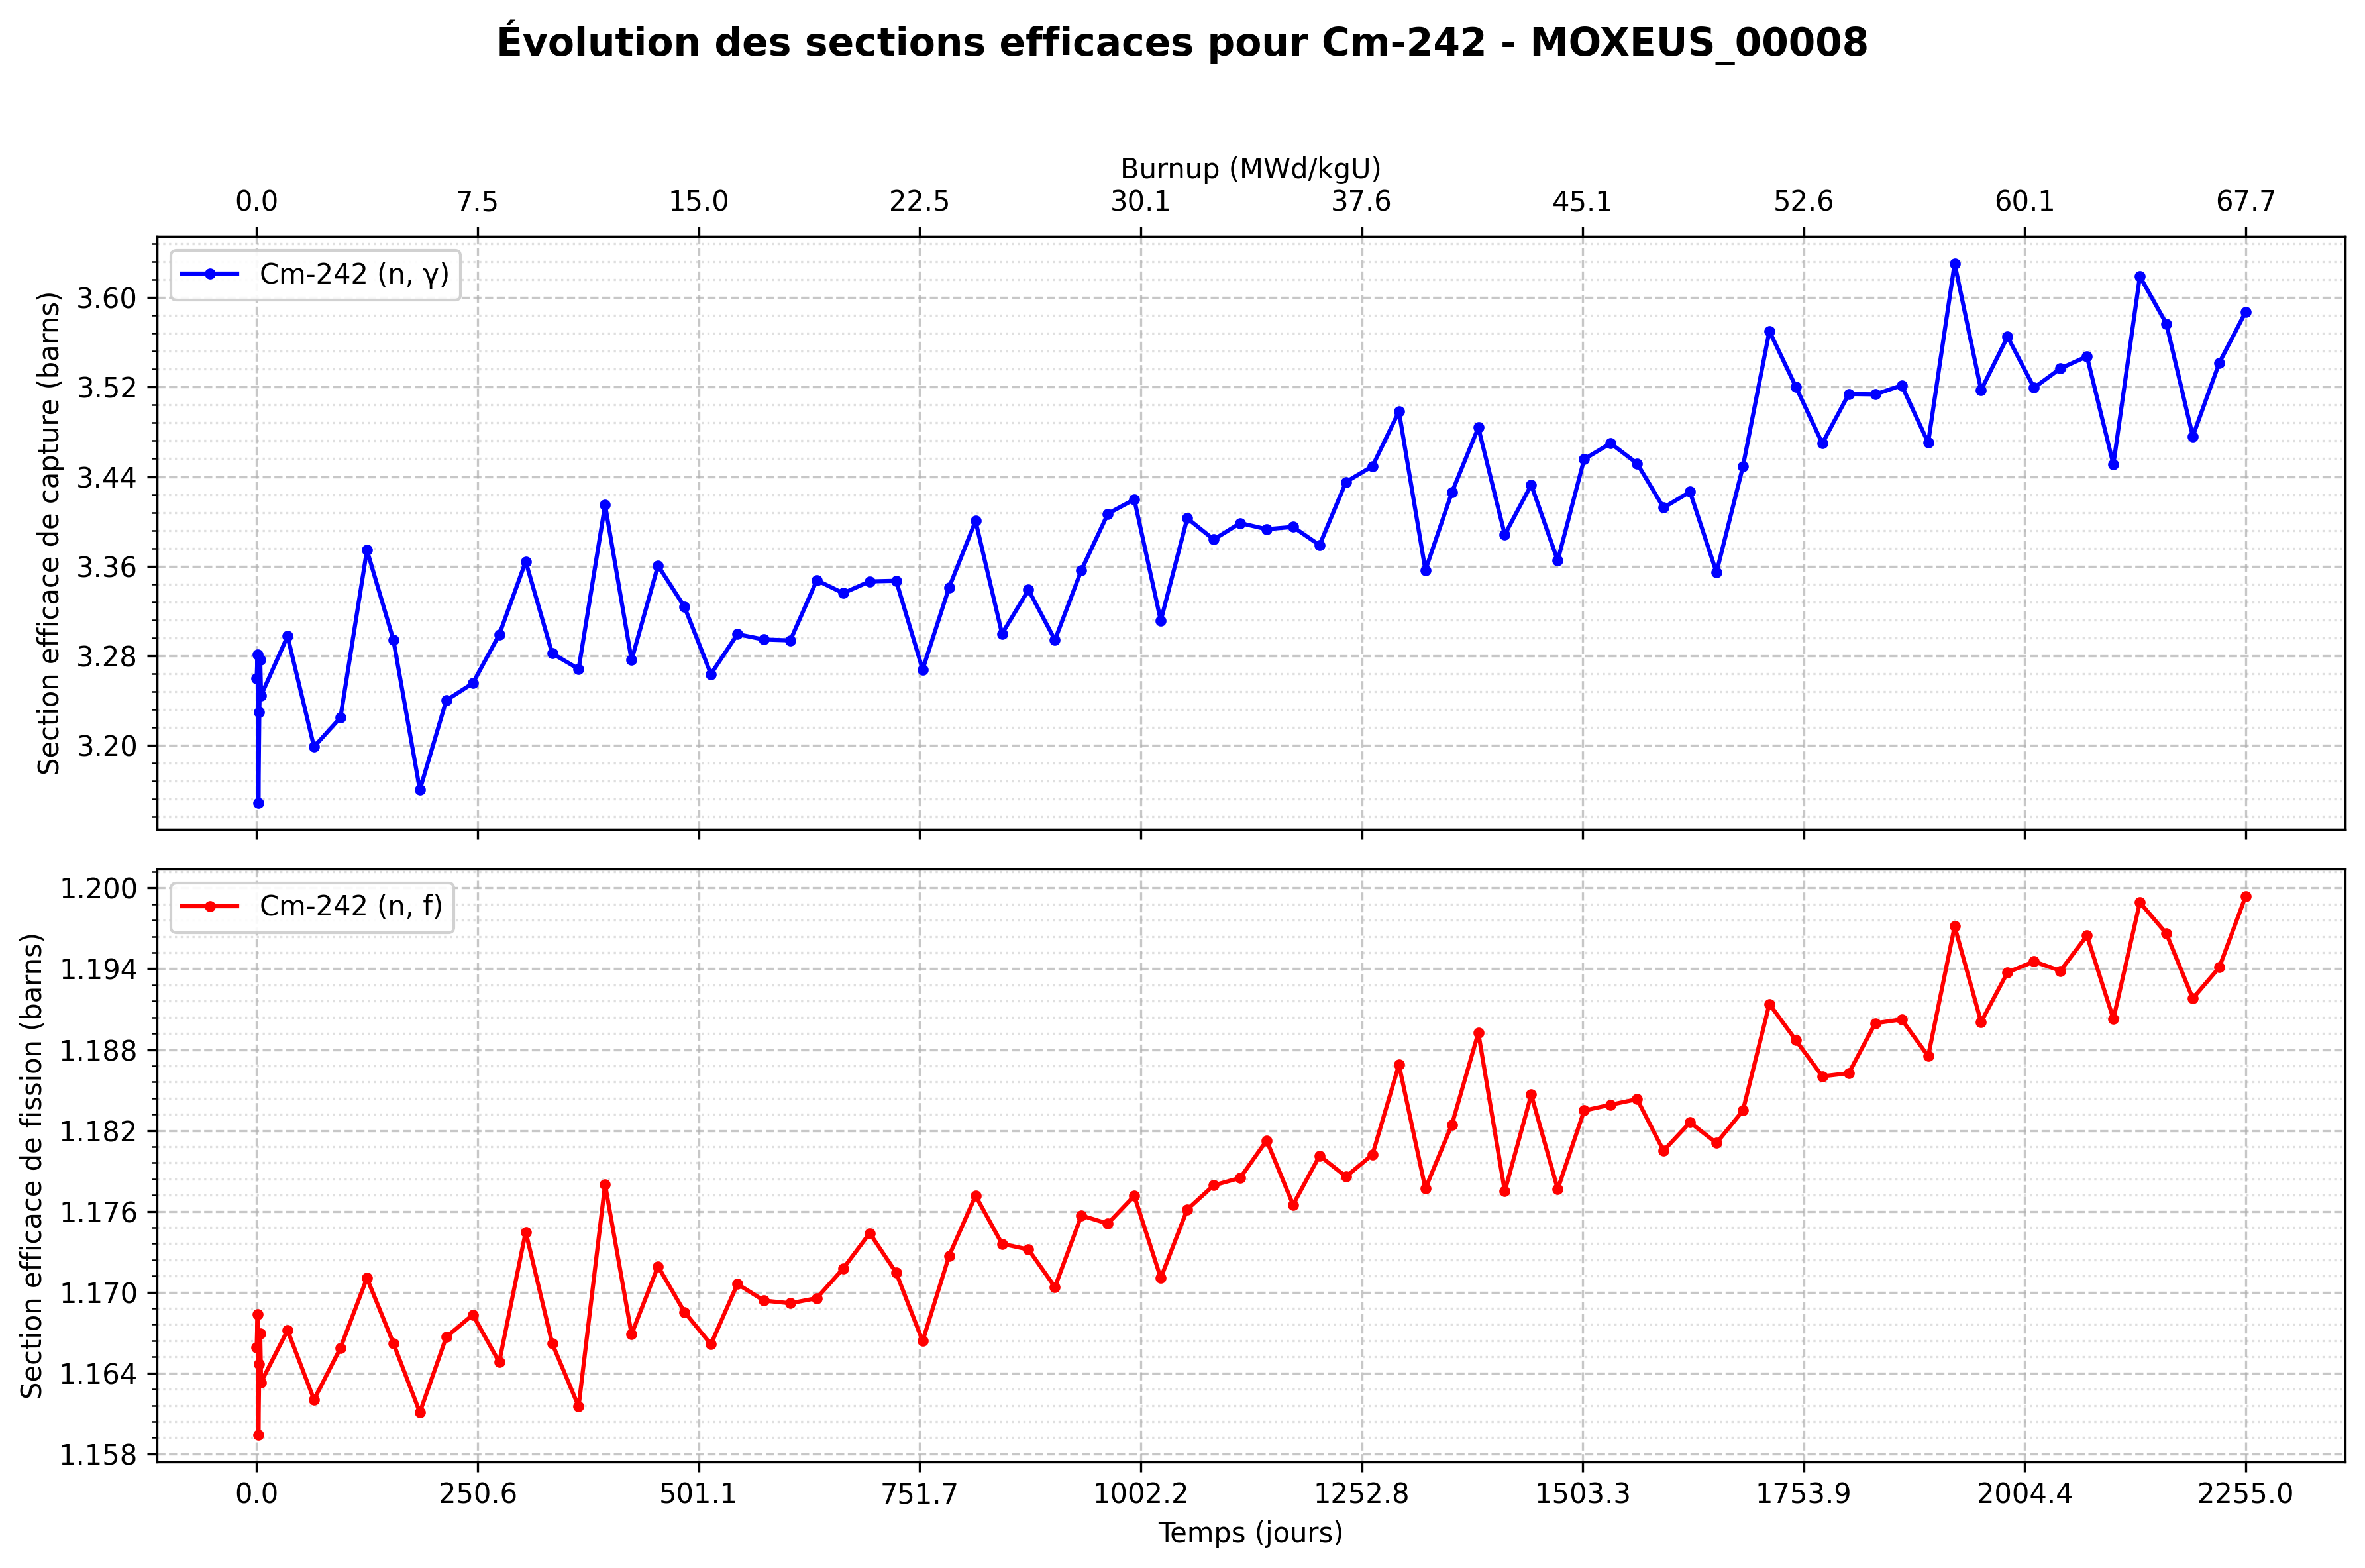 Évolution des sections efficaces pour Cm-242 - MOXEUS_00008
Burnup (MWd/kgU)
0.0 7.5 15.0 22.5 30.1 37.6 45.1 52.6 60.1 67.7
Cm-242 (n, γ)
Section efficace de capture (barns)
3.60
3.52
3.44
3.36
3.28
3.20
Cm-242 (n, f)
Section efficace de fission (barns)
1.200
1.194
1.188
1.182
1.176
1.170
1.164
1.158
0.0 250.6 501.1 751.7 1002.2 1252.8 1503.3 1753.9 2004.4 2255.0
Temps (jours)